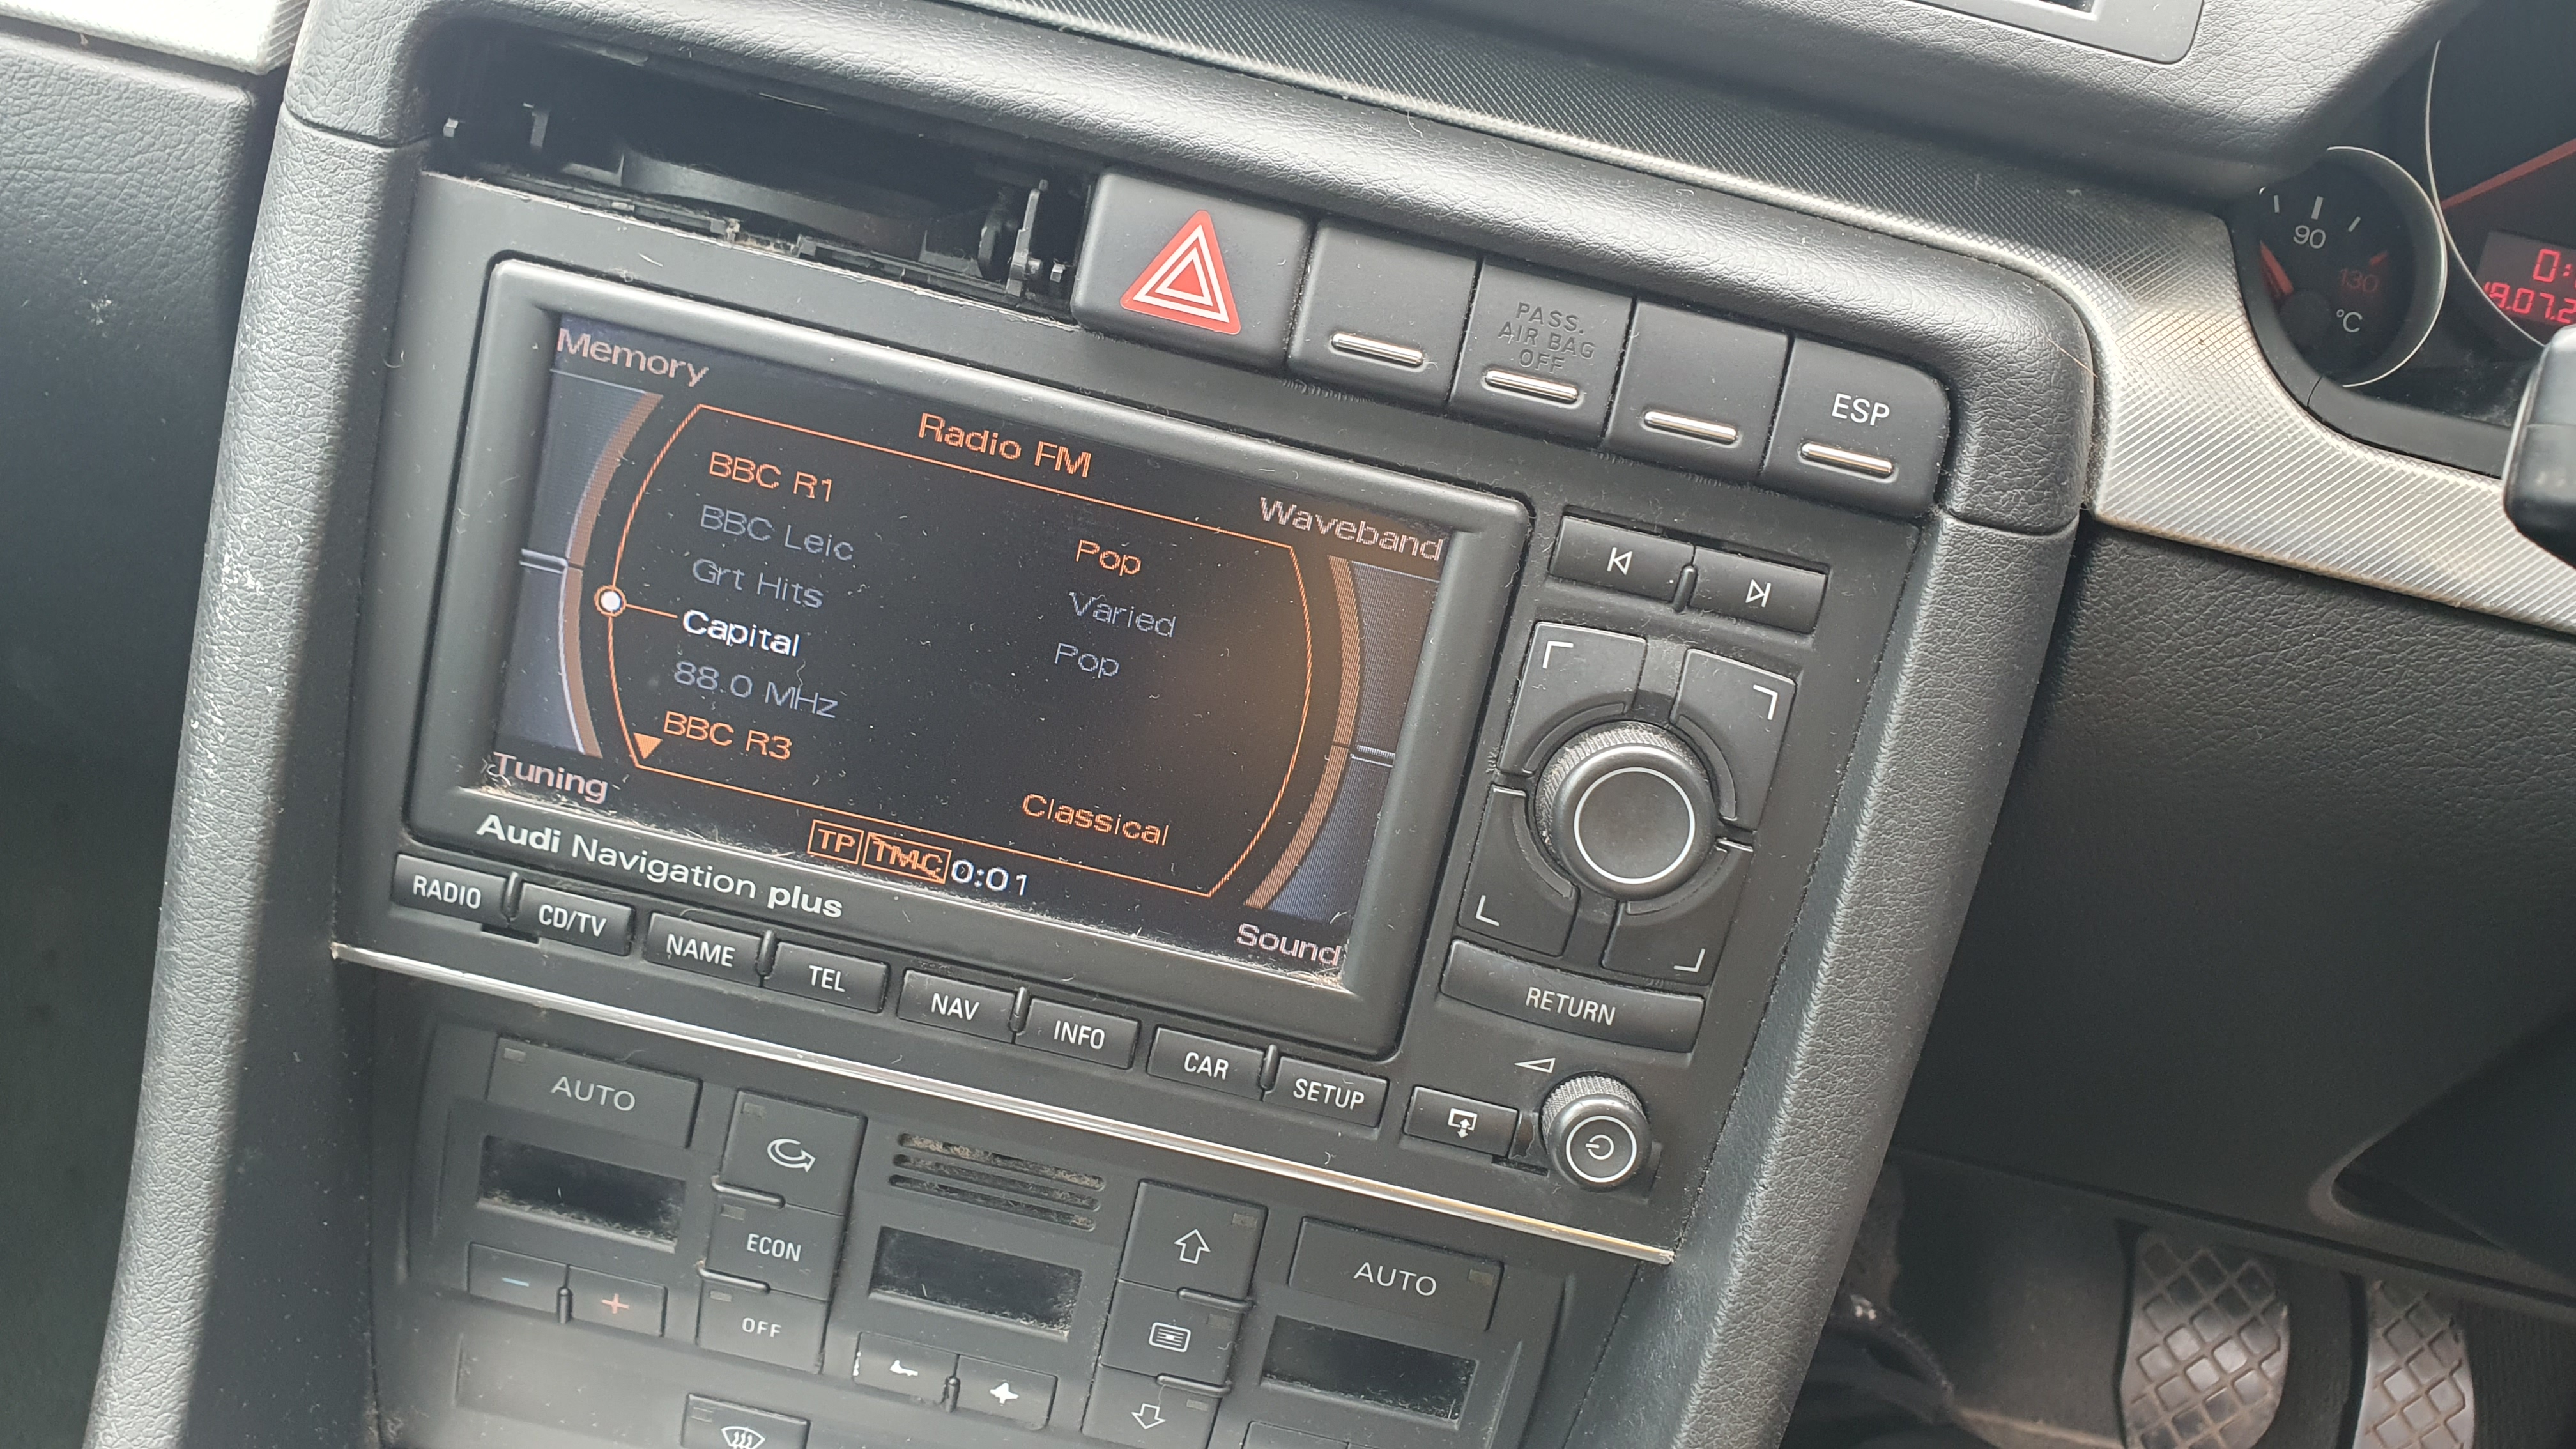 90
130
°C
PASS.
AIR BAG
OFF
ESP
Memory
Radio FM
Waveband
BBC R1
Pop
BBC Leic
Varied
Grt Hits
Pop
Capital
88.0 MHz
BBC R3
Classical
Tuning
TP TMC 0:01
Sound
Audi Navigation plus
RADIO CD/TV NAME TEL NAV INFO CAR SETUP
RETURN
AUTO
ECON
OFF
AUTO